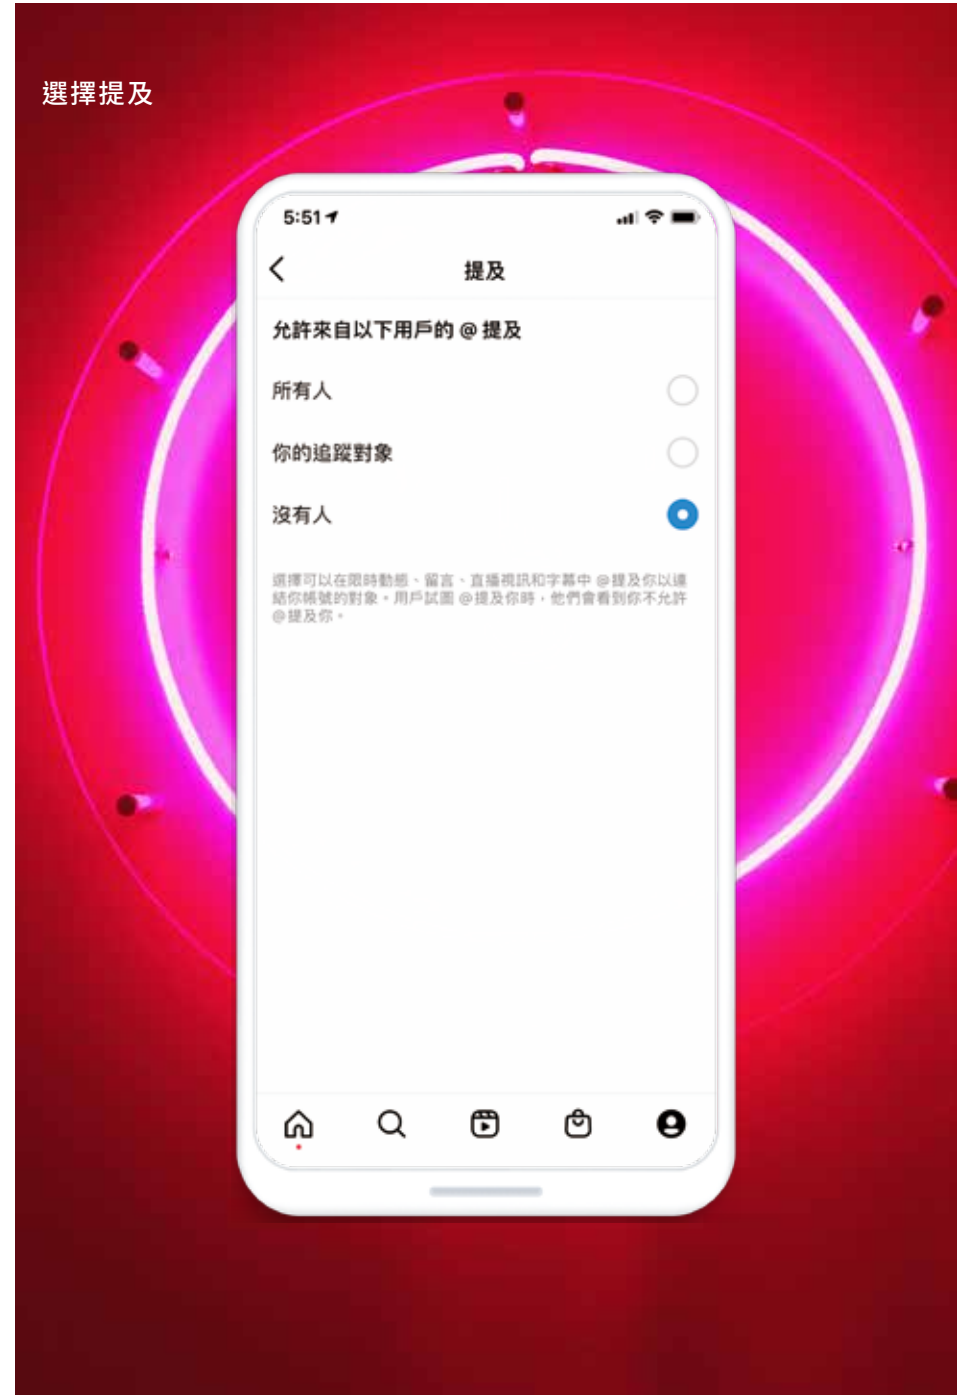 選擇提及
5:51
提及
允許來自以下用戶的 @ 提及
所有人
你的追蹤對象
沒有人
選擇可以在限時動態、留言、直播視訊和字幕中 @提及你以連
結你帳號的對象。用戶試圖 @提及你時，他們會看到你不允許
@提及你。